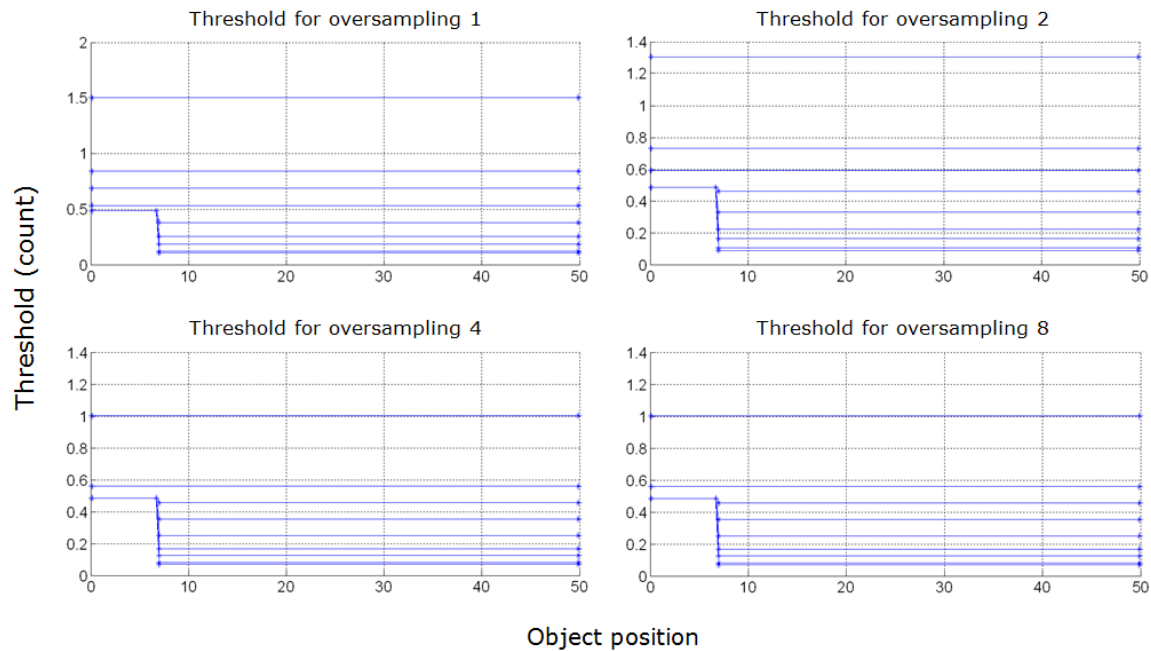 Threshold for oversampling 1
2
1.5
1
0.5
0
0 10 20 30 40 50
Threshold for oversampling 2
1.4
1.2
1
0.8
0.6
0.4
0.2
0
0 10 20 30 40 50
Threshold (count)
Threshold for oversampling 4
1.4
1.2
1
0.8
0.6
0.4
0.2
0
0 10 20 30 40 50
Threshold for oversampling 8
1.4
1.2
1
0.8
0.6
0.4
0.2
0
0 10 20 30 40 50
Object position